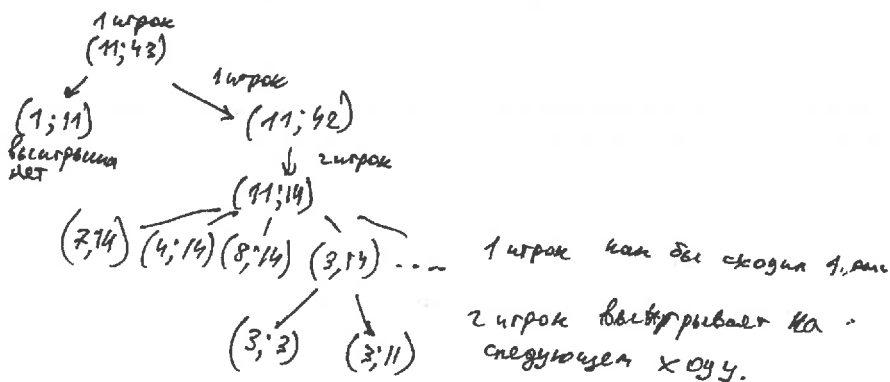 1 игрок
(11;43)
1 игрок
(1;11)
(11;42)
выигрыша
нет
2 игрок
(11;14)
(7,14) (4;14) (8;14) (3,14) ....
1 игрок как бы сходил
2 игрок выигрывает на
следующем ходу.
(3;3) (3;11)